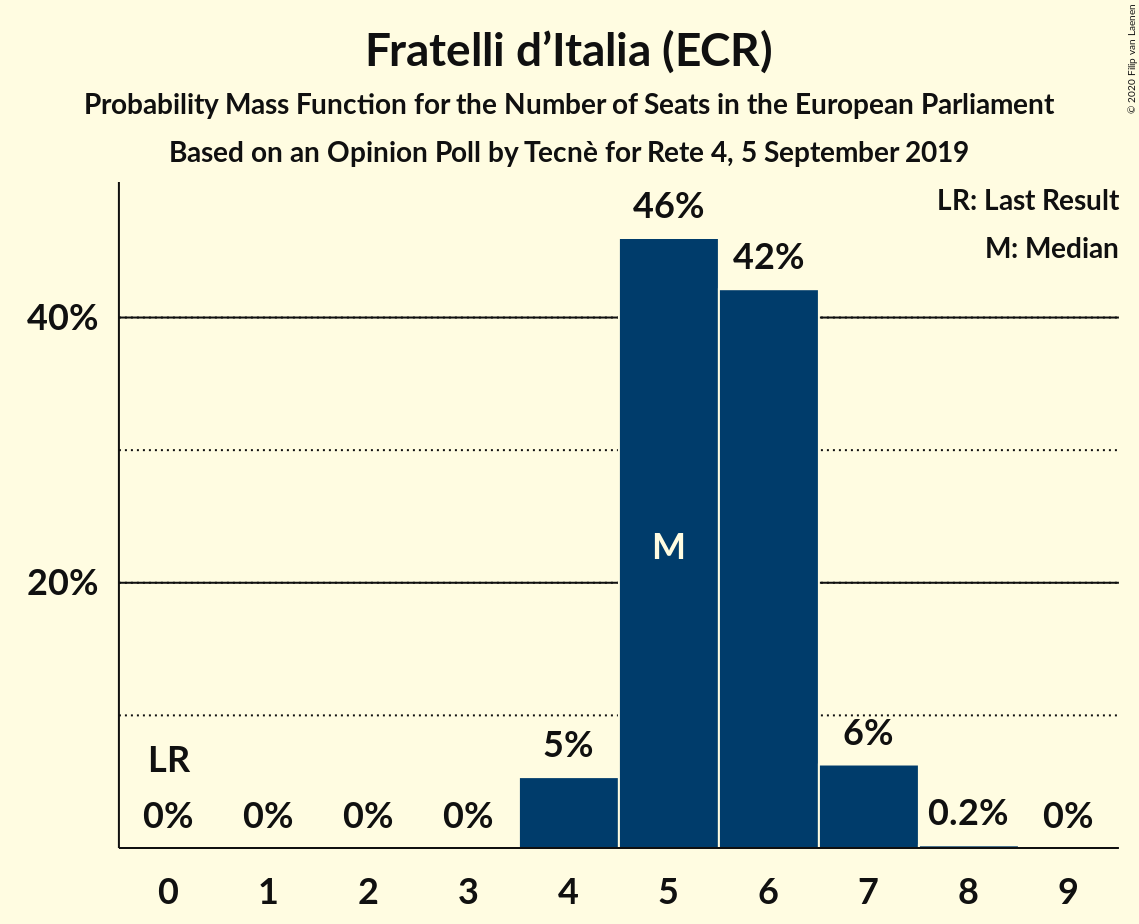 Fratelli d’Italia (ECR)
Probability Mass Function for the Number of Seats in the European Parliament
Based on an Opinion Poll by Tecnè for Rete 4, 5 September 2019
© 2020 Filip van Laenen
LR: Last Result
M: Median
46%
42%
40%
M
20%
6%
5%
LR
0% 0% 0% 0% 0.2% 0%
0 1 2 3 4 5 6 7 8 9